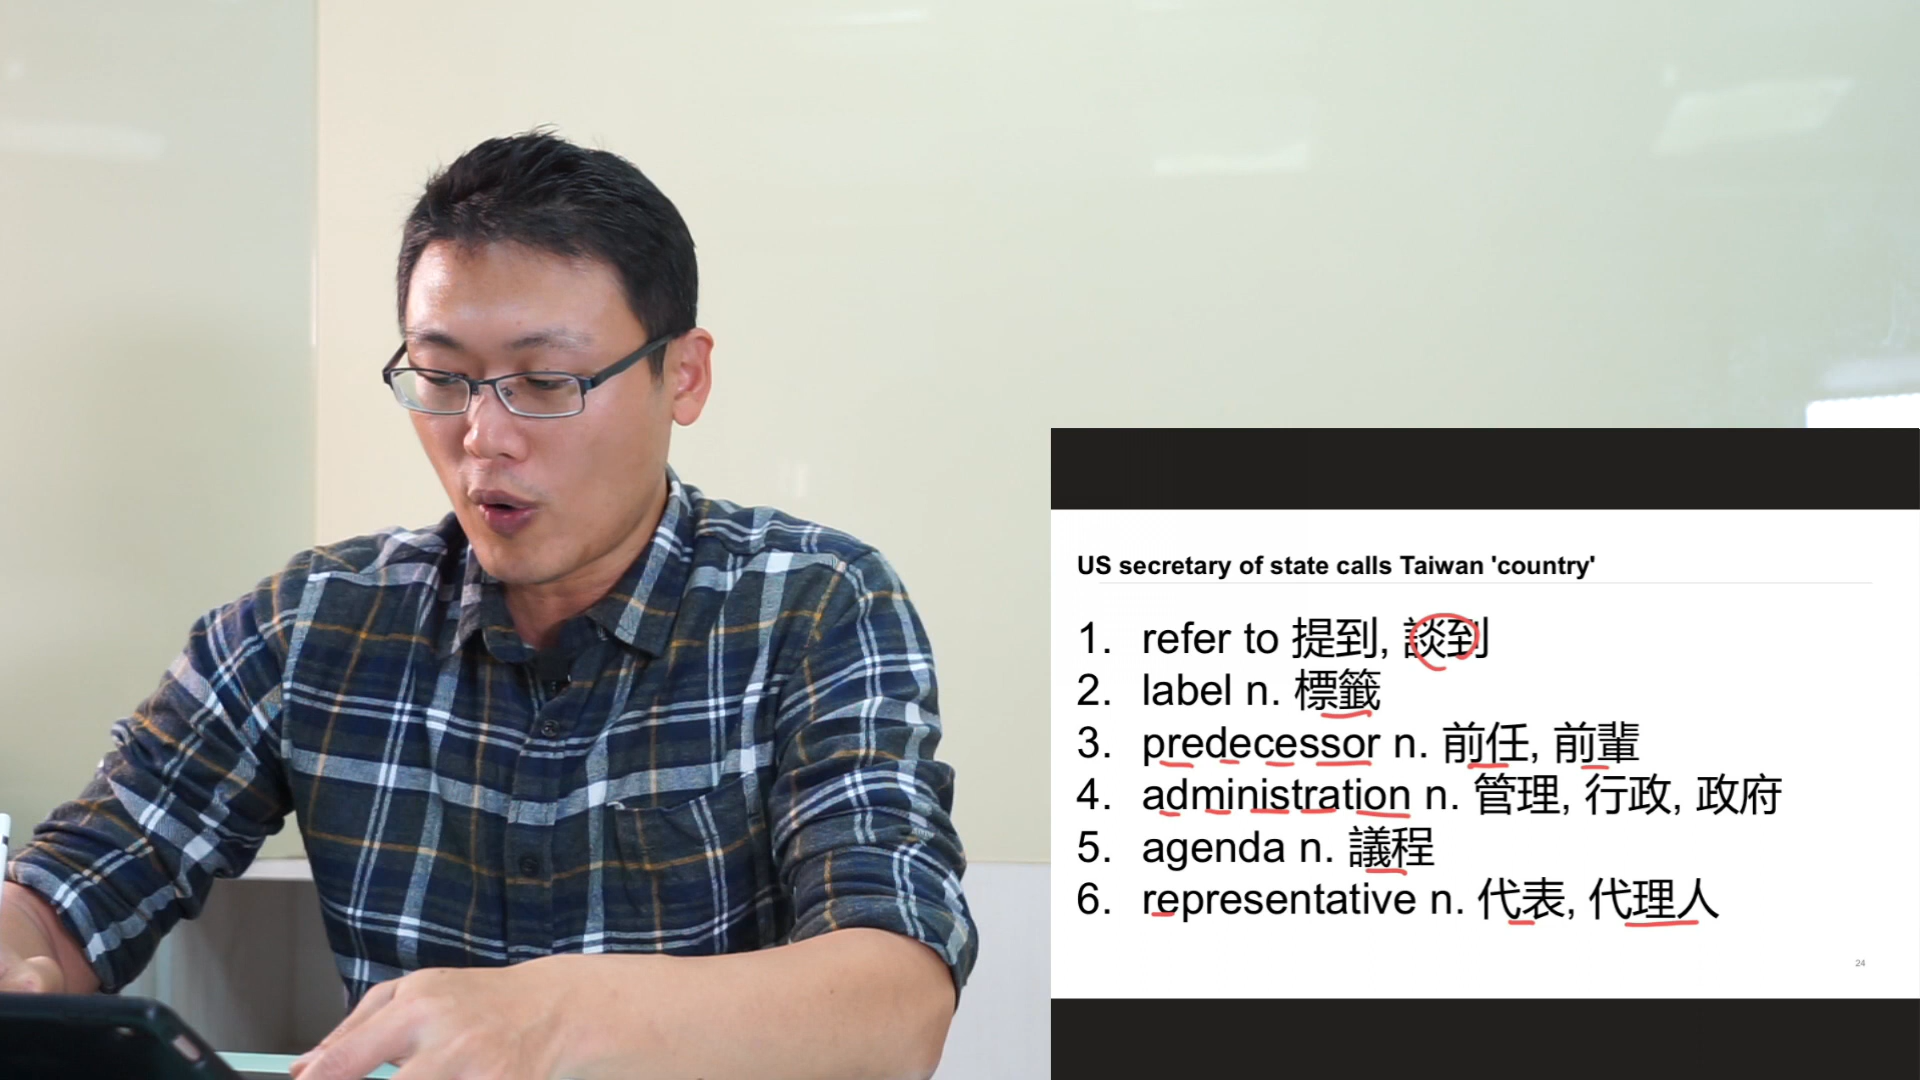 US secretary of state calls Taiwan 'country'
1. refer to 提到, 談到
2. label n. 標籤
3. predecessor n. 前任, 前輩
4. administration n. 管理, 行政, 政府
5. agenda n. 議程
6. representative n. 代表, 代理人
24